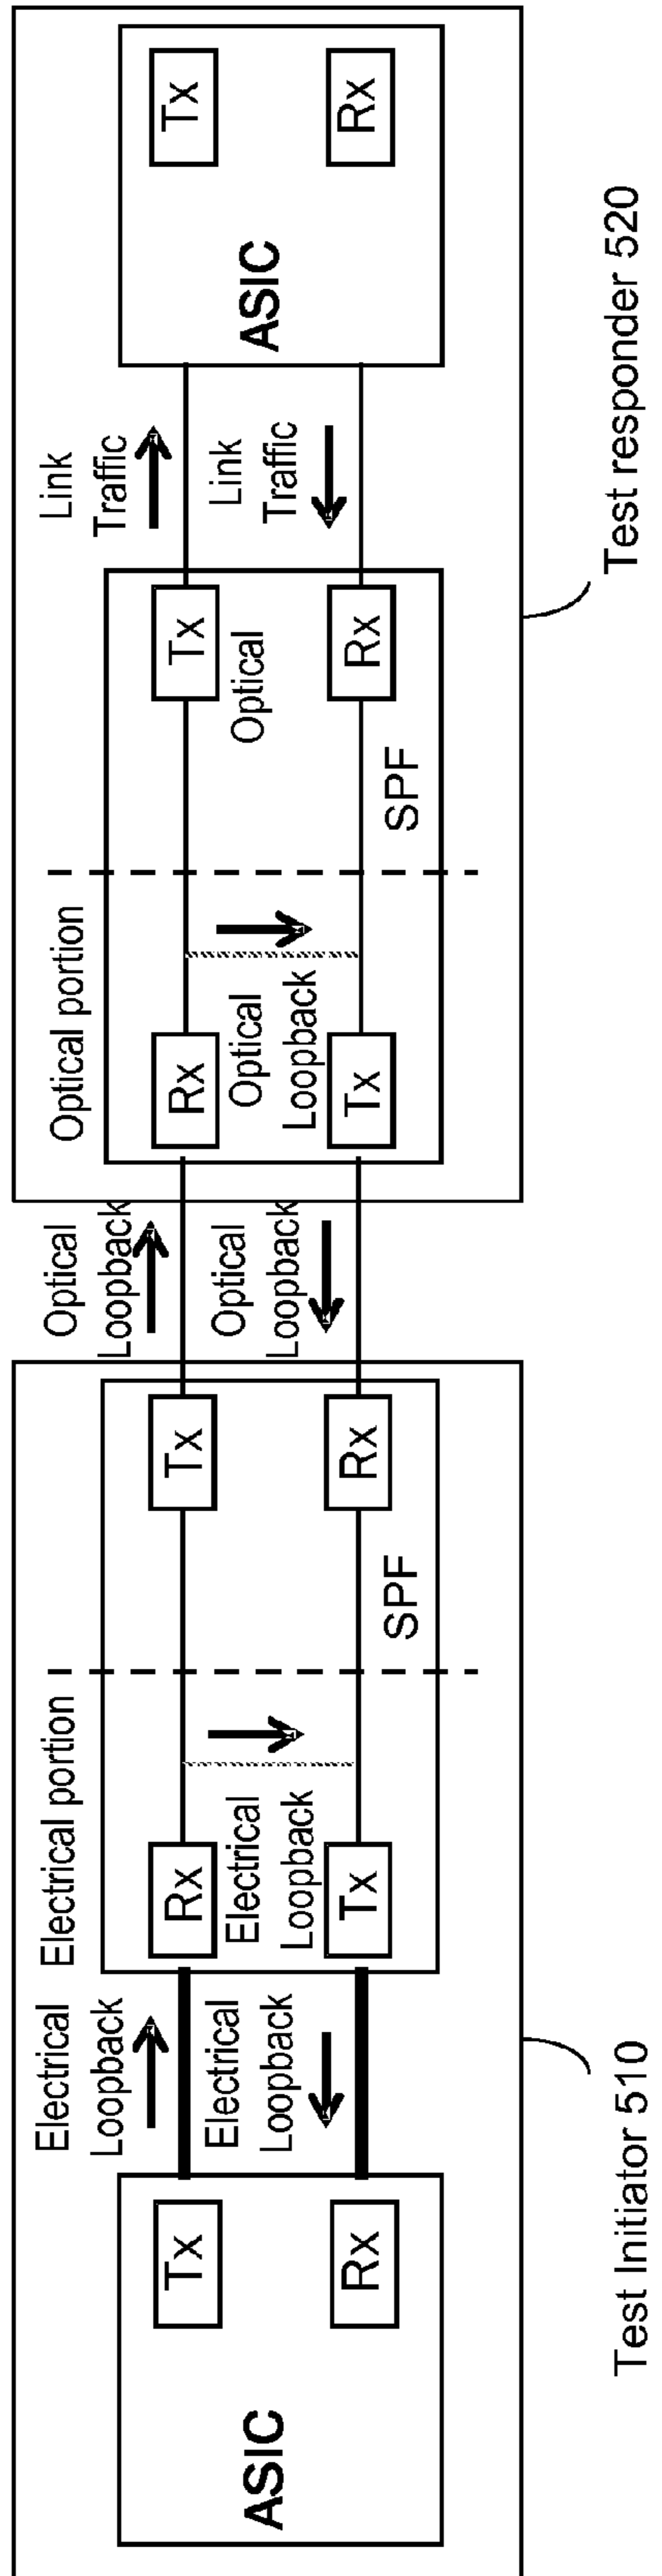 ASIC
Tx
Rx
Electrical
Loopback
Electrical
Loopback
Electrical portion
Rx
Electrical
Loopback
Tx
SPF
Tx
Rx
Test Initiator 510
Optical
Loopback
Optical
Loopback
Optical portion
Rx
Optical
Loopback
Tx
SPF
Tx
Optical
Rx
Link
Traffic
Link
Traffic
ASIC
Tx
Rx
Test responder 520